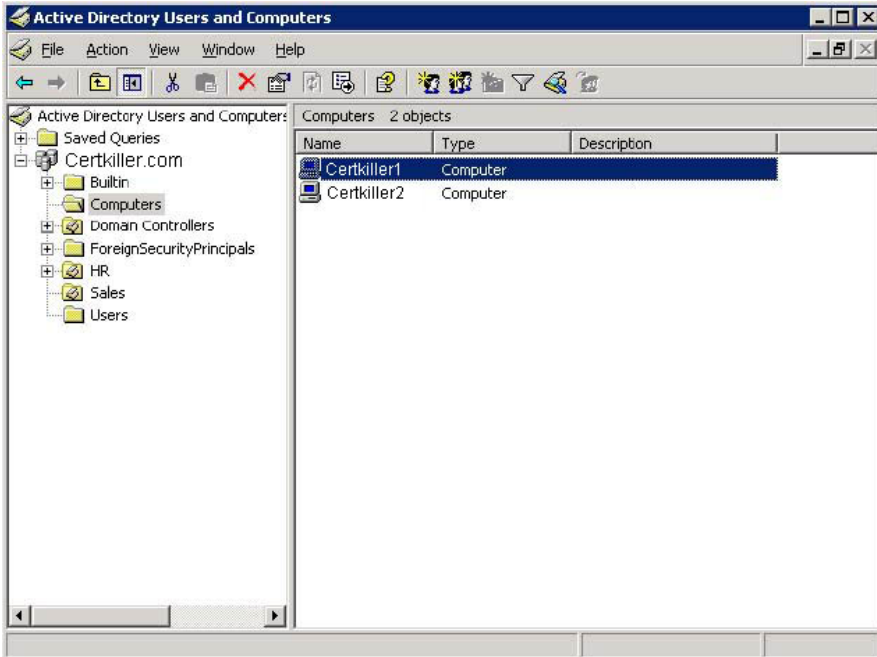 Active Directory Users and Computers
File Action View Window Help
Active Directory Users and Computers
Saved Queries
Certkiller.com
Builtin
Computers
Domain Controllers
ForeignSecurityPrincipals
HR
Sales
Users
Computers 2 objects
Name Type Description
Certkiller1 Computer
Certkiller2 Computer